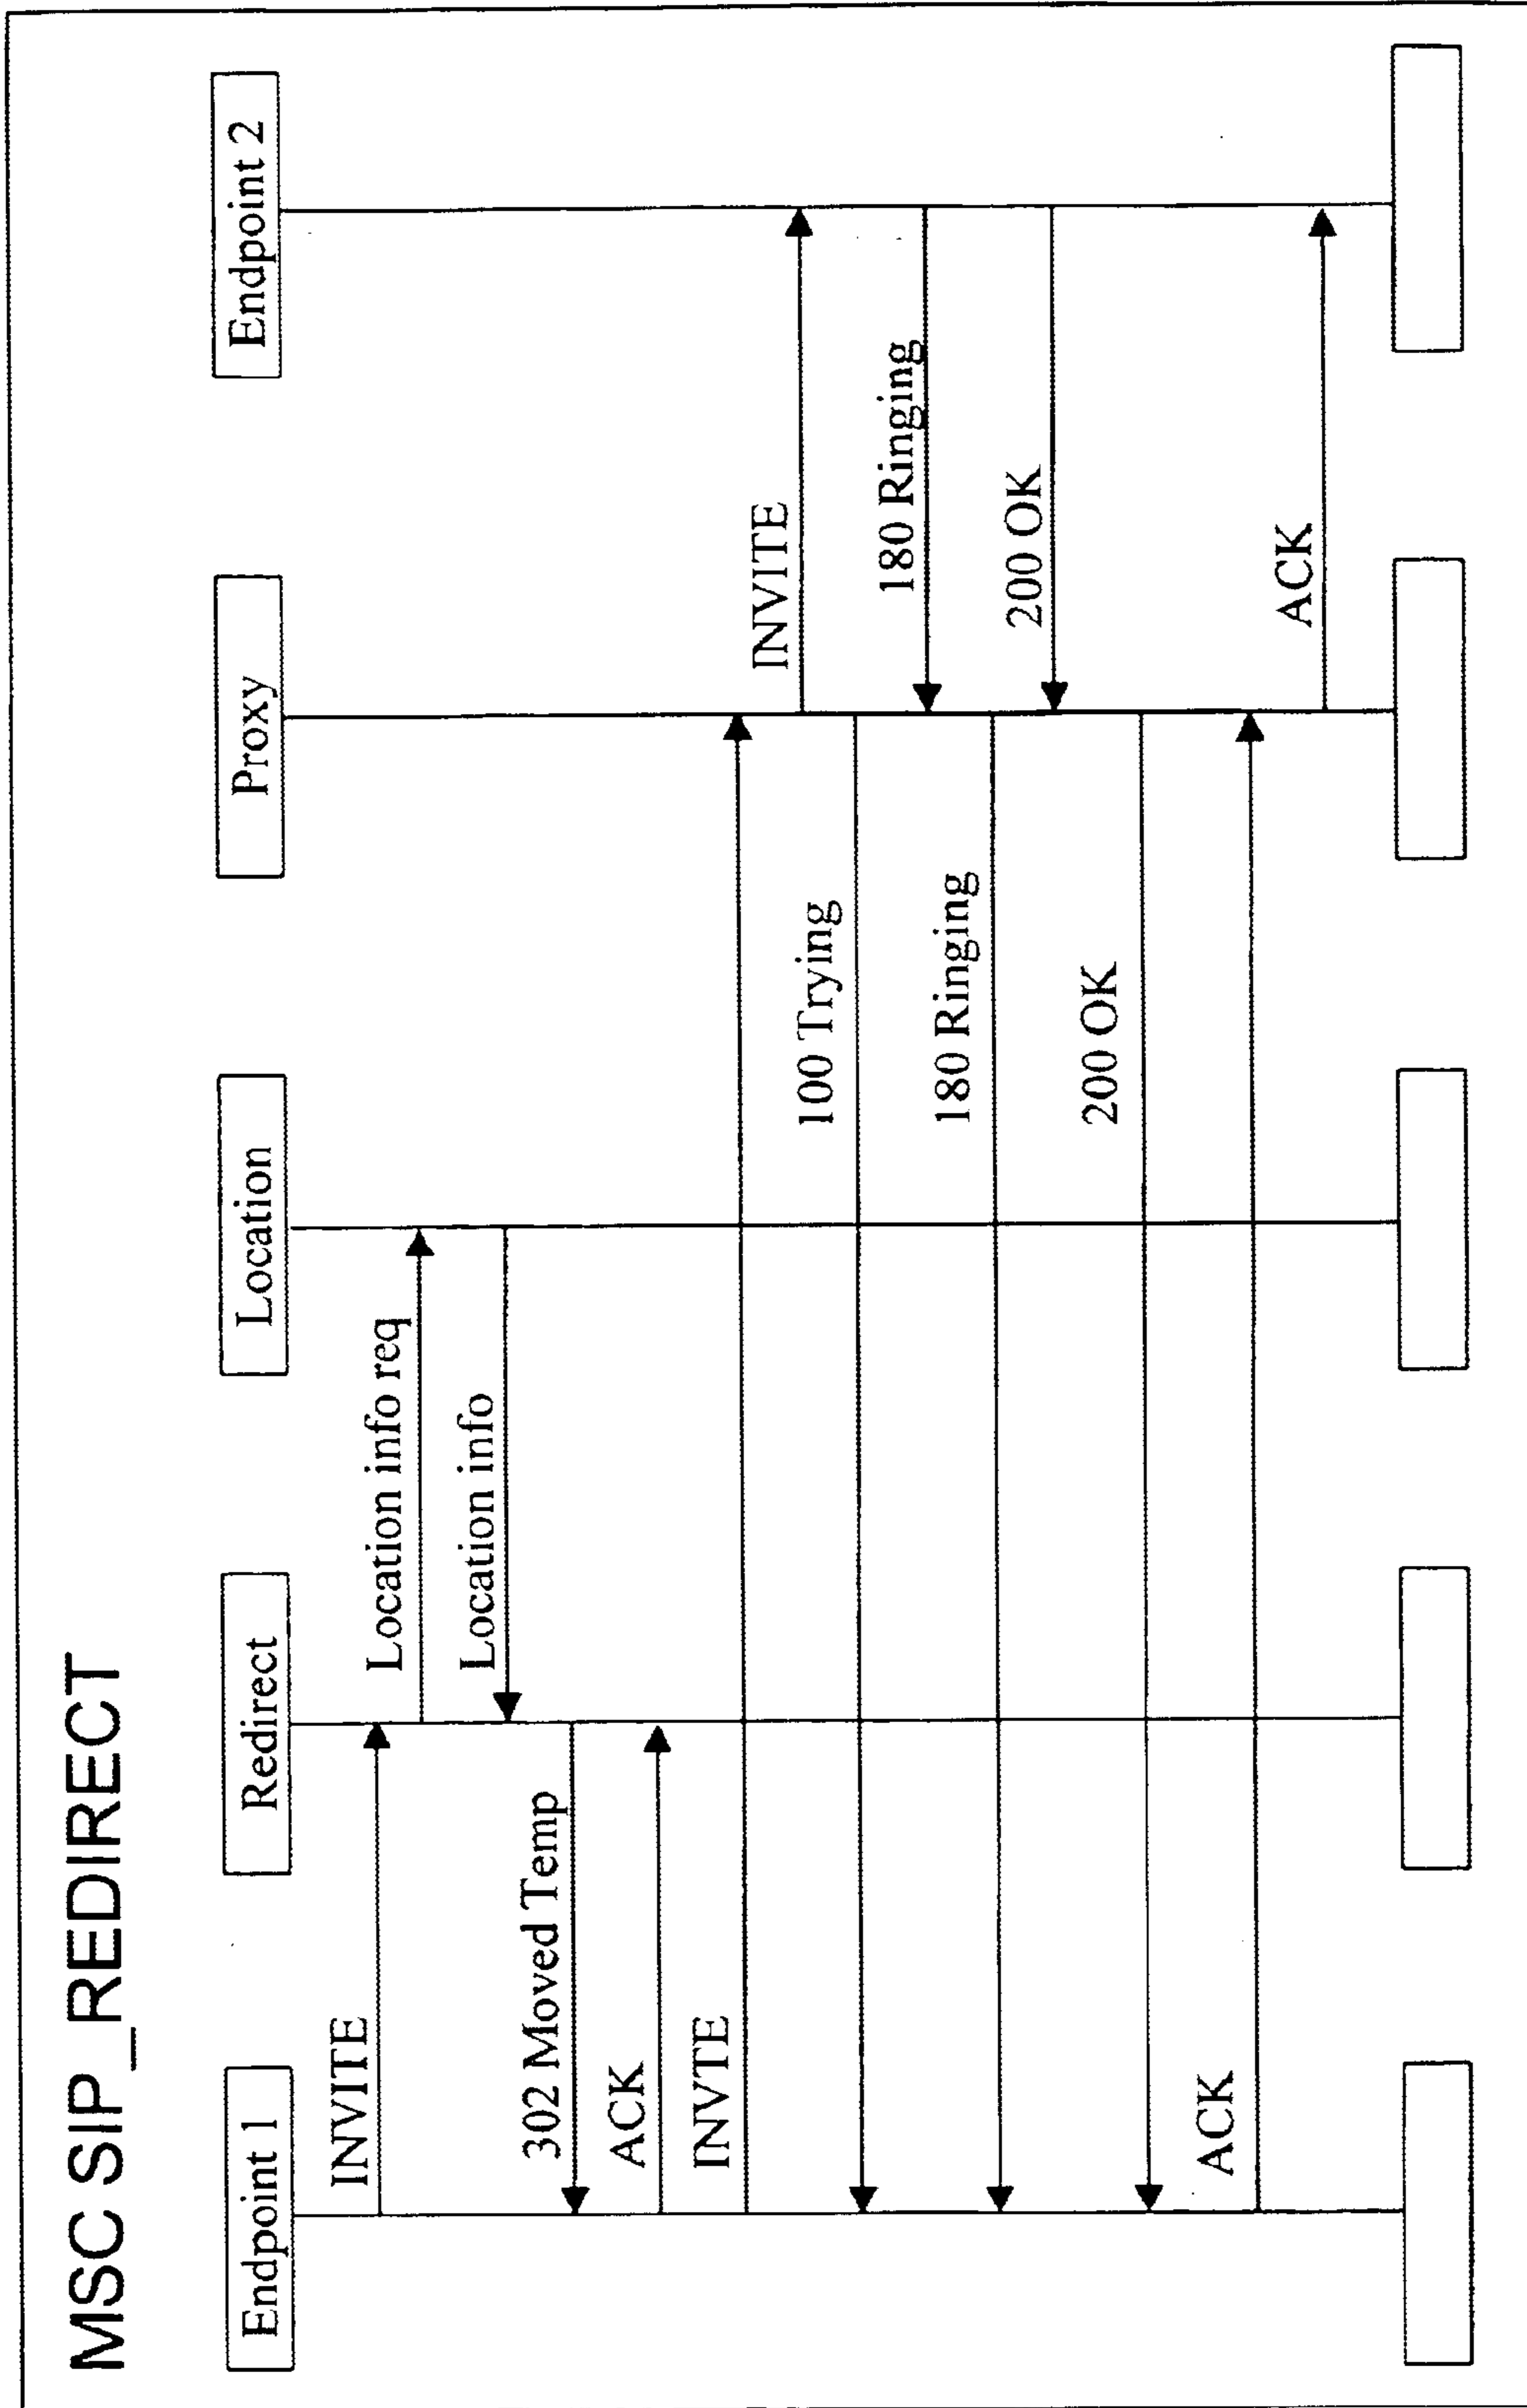 MSC SIP_REDIRECT
Endpoint 1
Redirect
Location
Proxy
Endpoint 2
INVITE
Location info req
Location info
302 Moved Temp
ACK
INVTE
INVITE
100 Trying
180 Ringing
180 Ringing
200 OK
200 OK
ACK
ACK